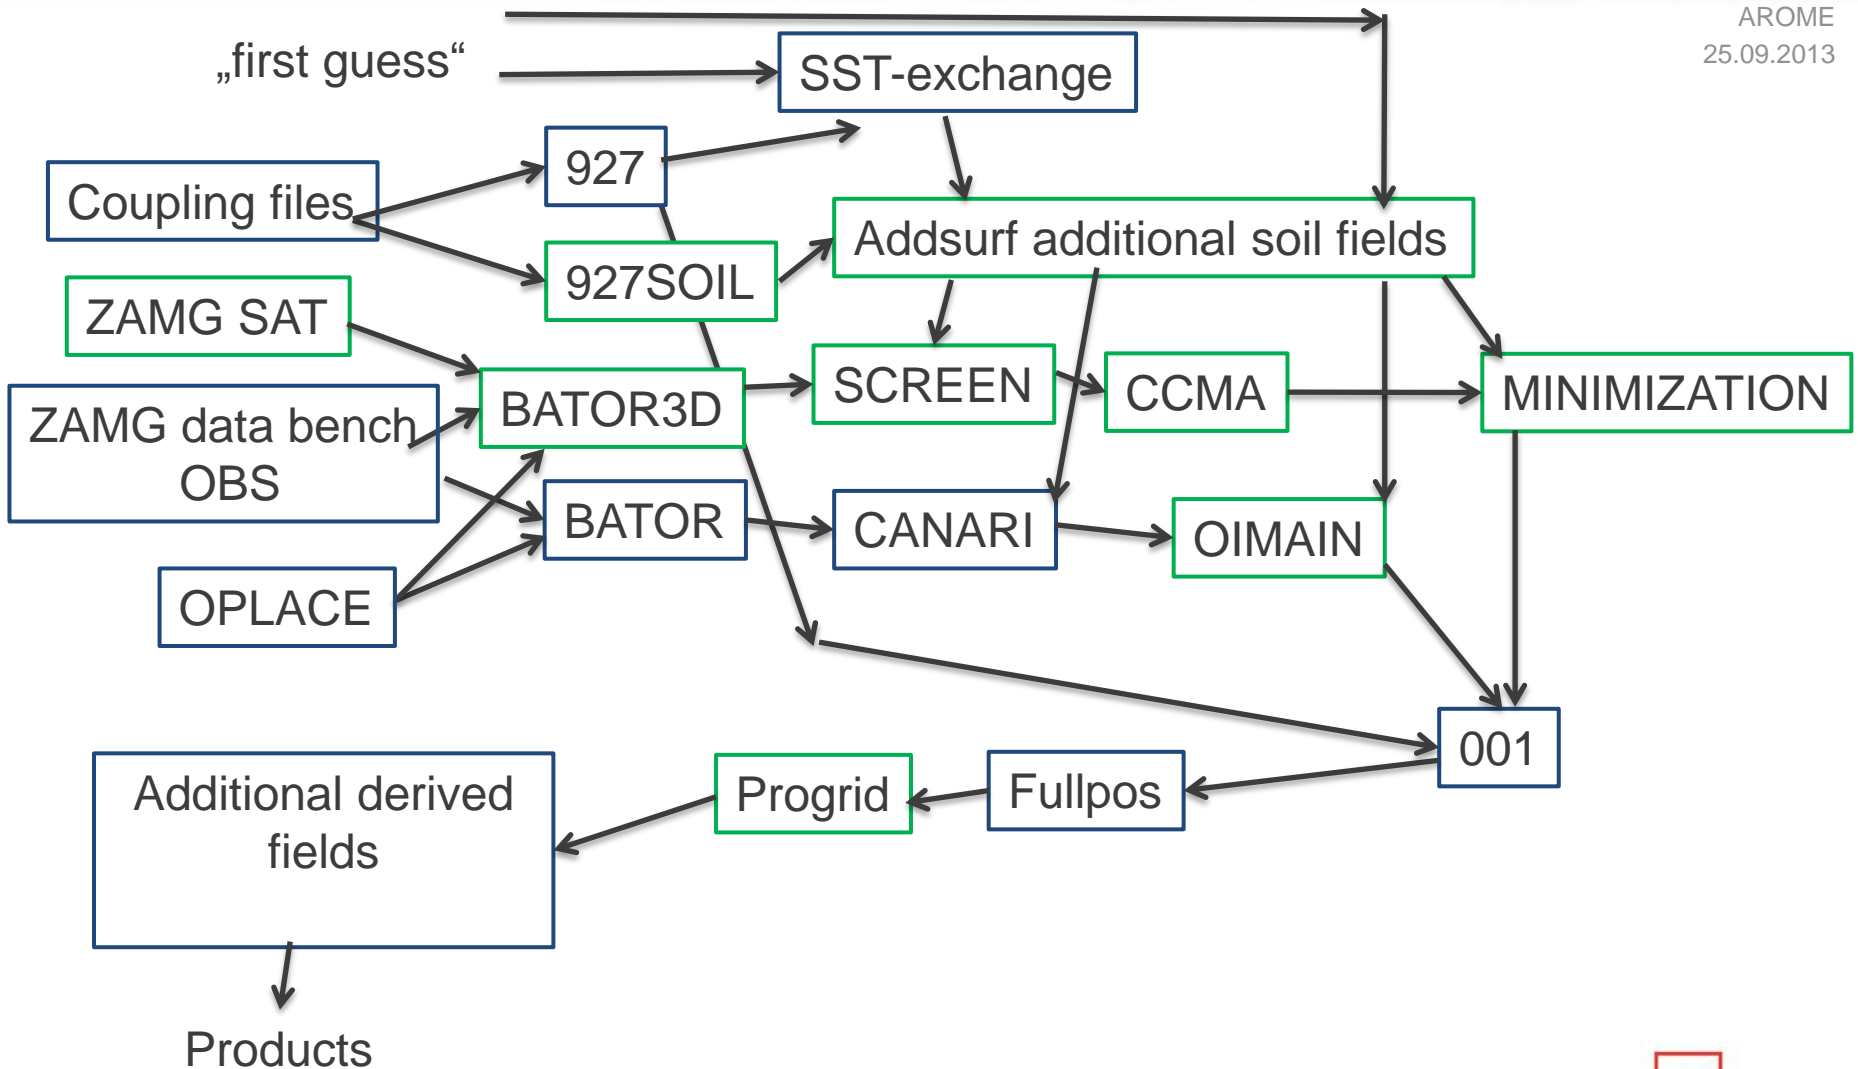 AROME
25.09.2013
„first guess“
SST-exchange
927
Coupling files
Addsurf additional soil fields
927SOIL
ZAMG SAT
SCREEN
CCMA
MINIMIZATION
BATOR3D
ZAMG data bench
OBS
BATOR
CANARI
OIMAIN
OPLACE
001
Fullpos
Progrid
Additional derived
fields
Products